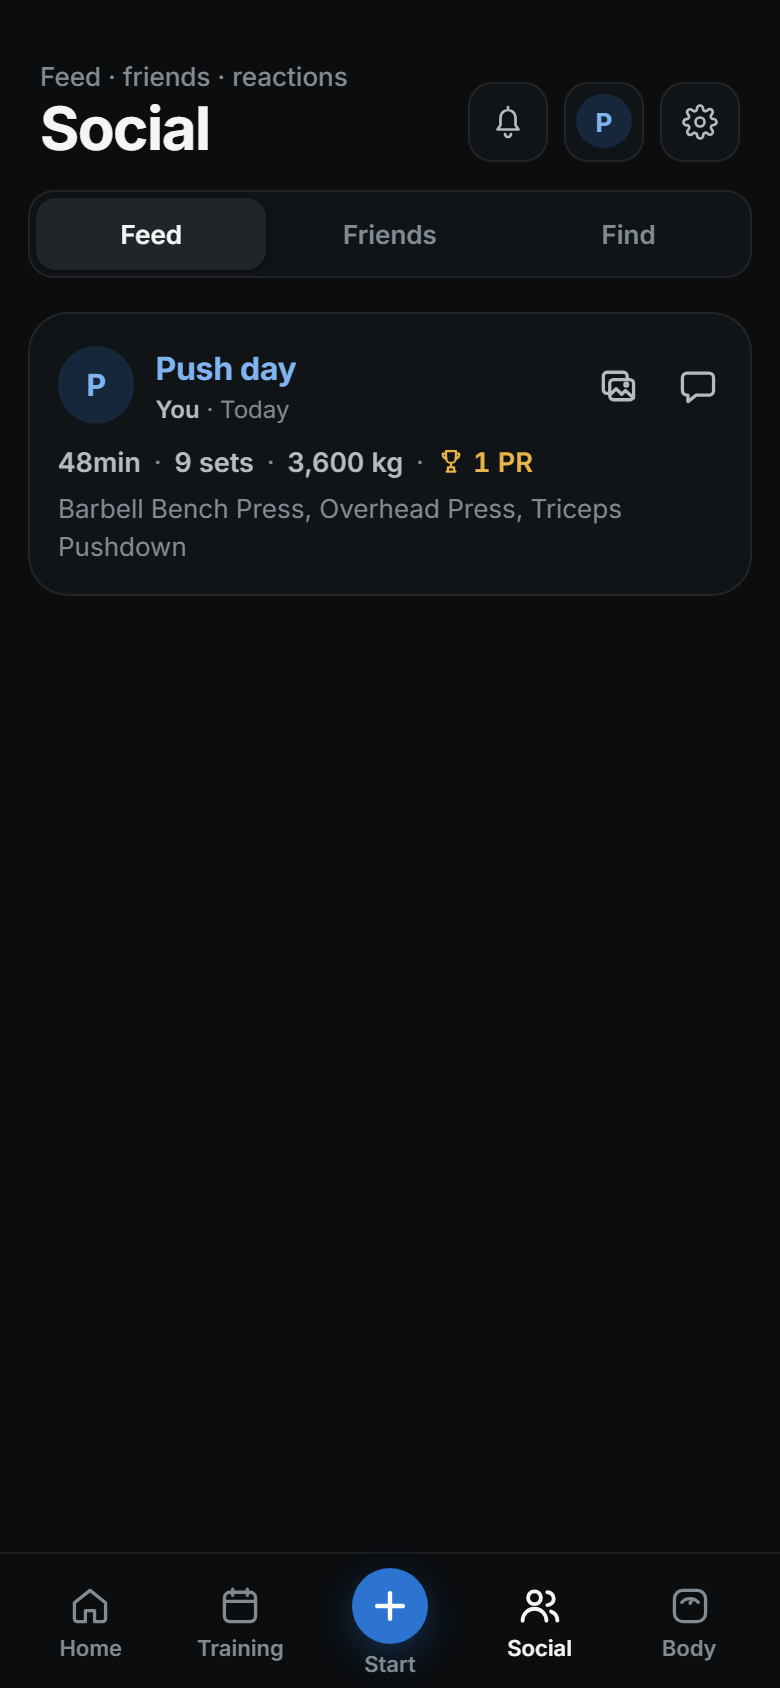 Feed · friends · reactions
Social
P
Feed
Friends
Find
P
Push day
You · Today
48min · 9 sets · 3,600 kg · 1 PR
Barbell Bench Press, Overhead Press, Triceps
Pushdown
Home
Training
Start
Social
Body